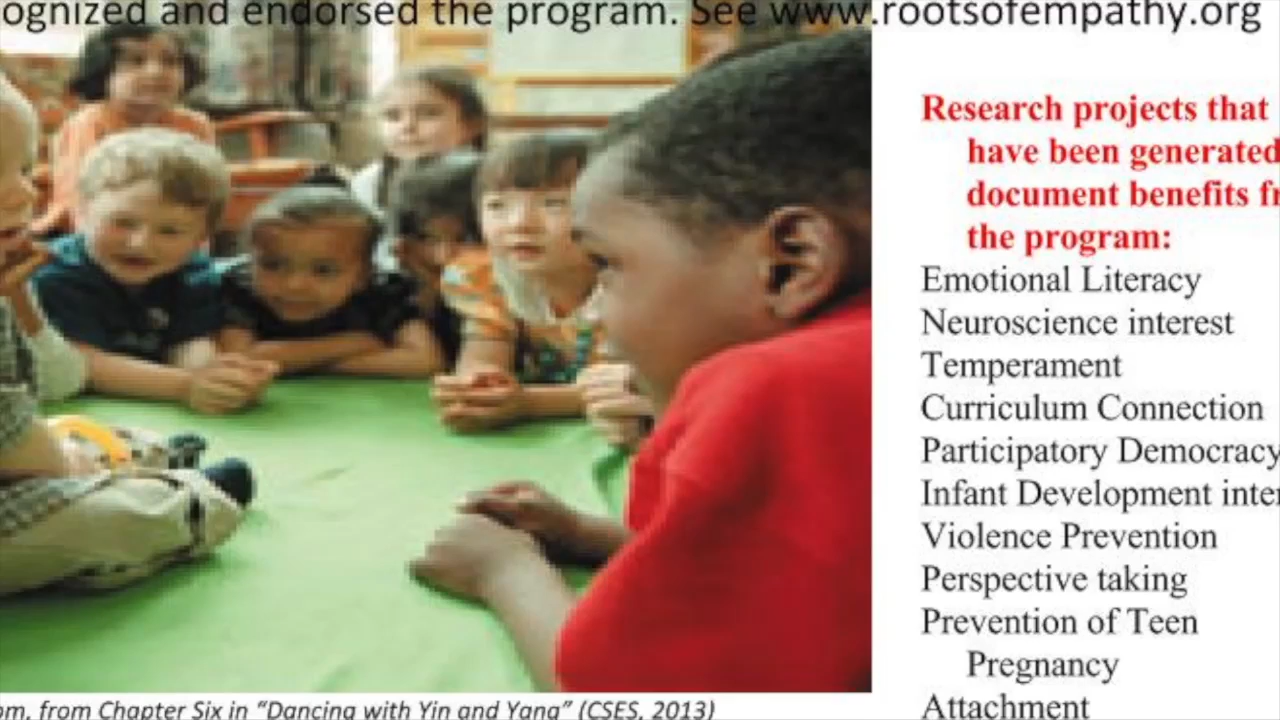 ognized and endorsed the program. See www.rootsofempathy.org
Research projects that
have been generated
document benefits fr
the program:
Emotional Literacy
Neuroscience interest
Temperament
Curriculum Connection
Participatory Democracy
Infant Development inter
Violence Prevention
Perspective taking
Prevention of Teen
Pregnancy
Attachment
om, from Chapter Six in “Dancing with Yin and Yang” (CSES, 2013)